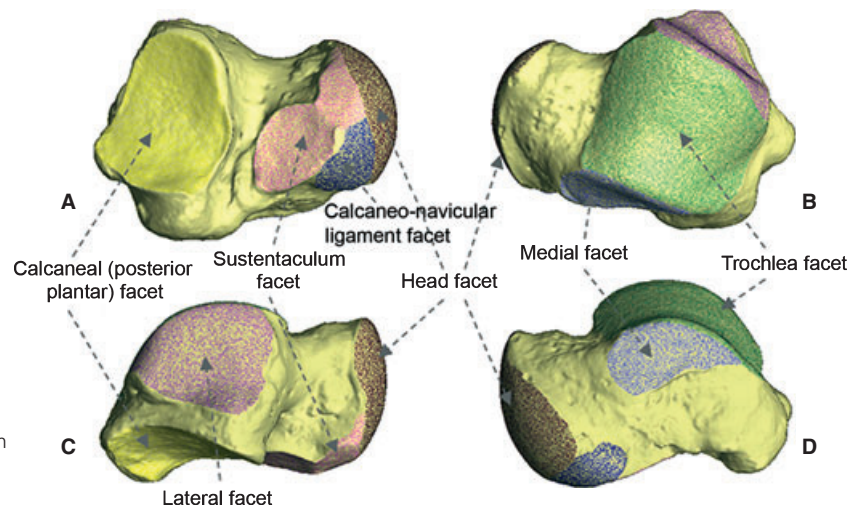 A
B
Calcaneo-navicular
ligament facet
Calcaneal (posterior
plantar) facet
Sustentaculum
facet
Head facet
Medial facet
Trochlea facet
n
C
D
Lateral facet